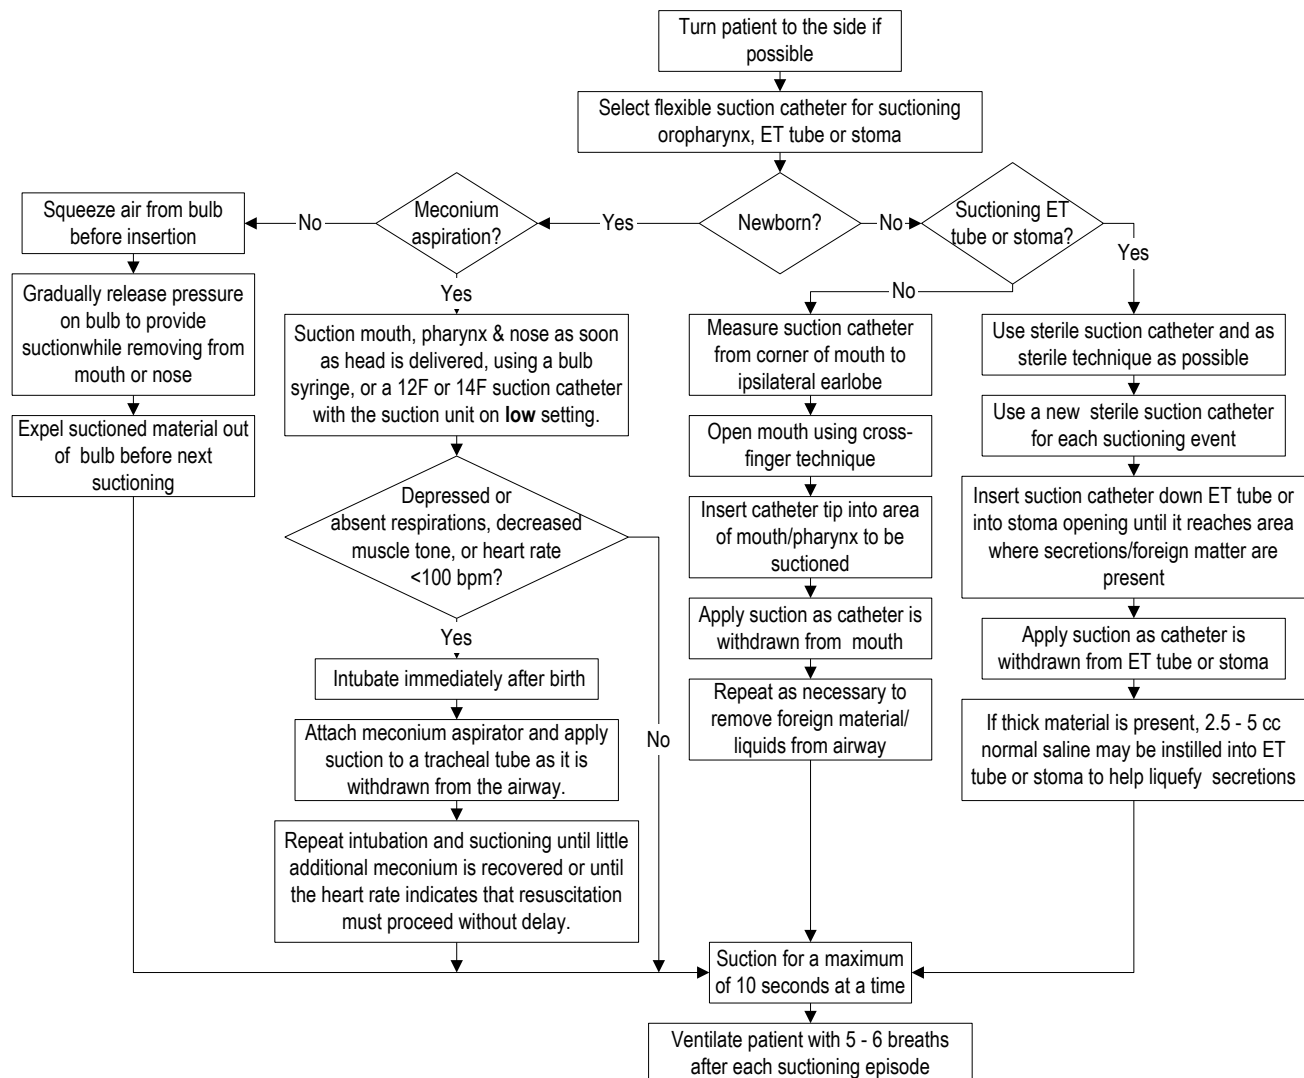 Turn patient to the side if
possible
Select flexible suction catheter for suctioning
oropharynx, ET tube or stoma
Newborn?
Yes
No
Meconium
aspiration?
No
Yes
Squeeze air from bulb
before insertion
Gradually release pressure
on bulb to provide
suctionwhile removing from
mouth or nose
Expel suctioned material out
of bulb before next
suctioning
Suction mouth, pharynx & nose as soon
as head is delivered, using a bulb
syringe, or a 12F or 14F suction catheter
with the suction unit on low setting.
Depressed or
absent respirations, decreased
muscle tone, or heart rate
<100 bpm?
Yes
No
Intubate immediately after birth
Attach meconium aspirator and apply
suction to a tracheal tube as it is
withdrawn from the airway.
Repeat intubation and suctioning until little
additional meconium is recovered or until
the heart rate indicates that resuscitation
must proceed without delay.
Suctioning ET
tube or stoma?
No
Yes
Measure suction catheter
from corner of mouth to
ipsilateral earlobe
Open mouth using cross-
finger technique
Insert catheter tip into area
of mouth/pharynx to be
suctioned
Apply suction as catheter is
withdrawn from mouth
Repeat as necessary to
remove foreign material/
liquids from airway
Use sterile suction catheter and as
sterile technique as possible
Use a new sterile suction catheter
for each suctioning event
Insert suction catheter down ET tube or
into stoma opening until it reaches area
where secretions/foreign matter are
present
Apply suction as catheter is
withdrawn from ET tube or stoma
If thick material is present, 2.5 - 5 cc
normal saline may be instilled into ET
tube or stoma to help liquefy secretions
Suction for a maximum
of 10 seconds at a time
Ventilate patient with 5 - 6 breaths
after each suctioning episode